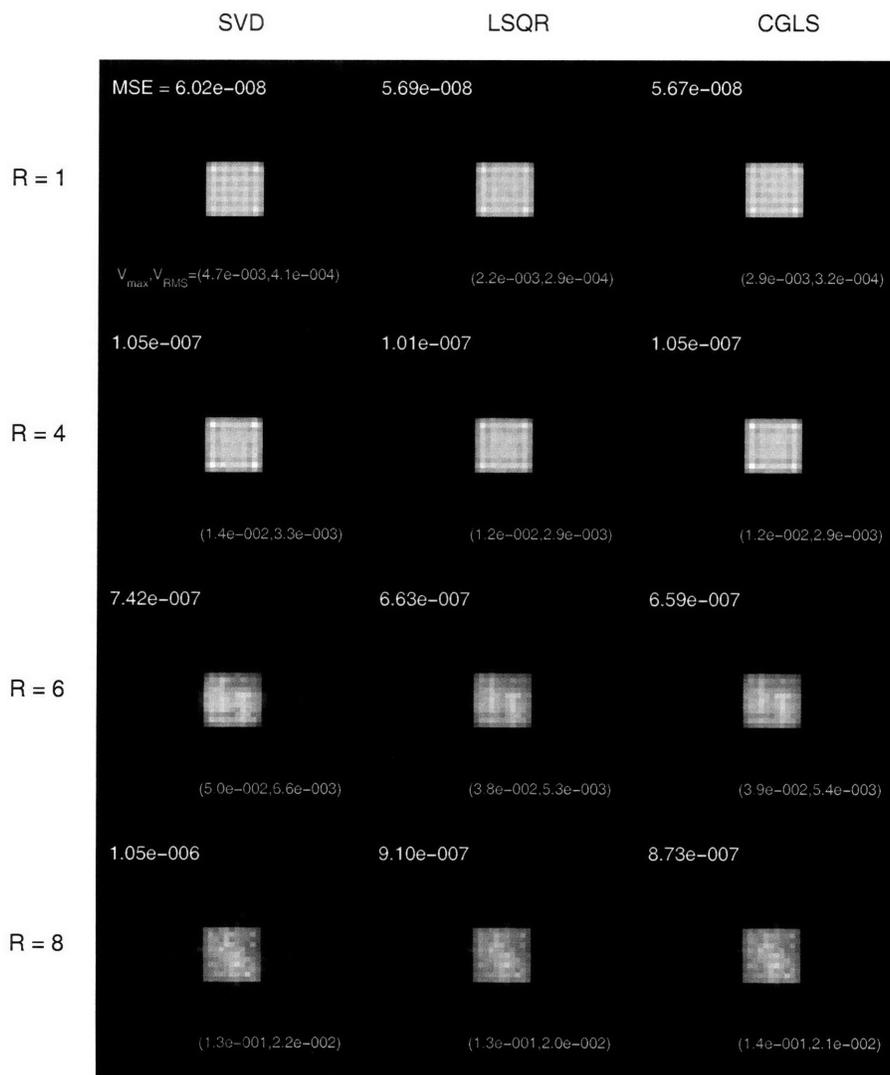 SVD LSQR CGLS
MSE = 6.02e−008 5.69e−008 5.67e−008
R = 1
Vmax,VRMS=(4.7e−003,4.1e−004) (2.2e−003,2.9e−004) (2.9e−003,3.2e−004)
1.05e−007 1.01e−007 1.05e−007
R = 4
(1.4e−002,3.3e−003) (1.2e−002,2.9e−003) (1.2e−002,2.9e−003)
7.42e−007 6.63e−007 6.59e−007
R = 6
(5.0e−002,6.6e−003) (3.8e−002,5.3e−003) (3.9e−002,5.4e−003)
1.05e−006 9.10e−007 8.73e−007
R = 8
(1.3e−001,2.2e−002) (1.3e−001,2.0e−002) (1.4e−001,2.1e−002)